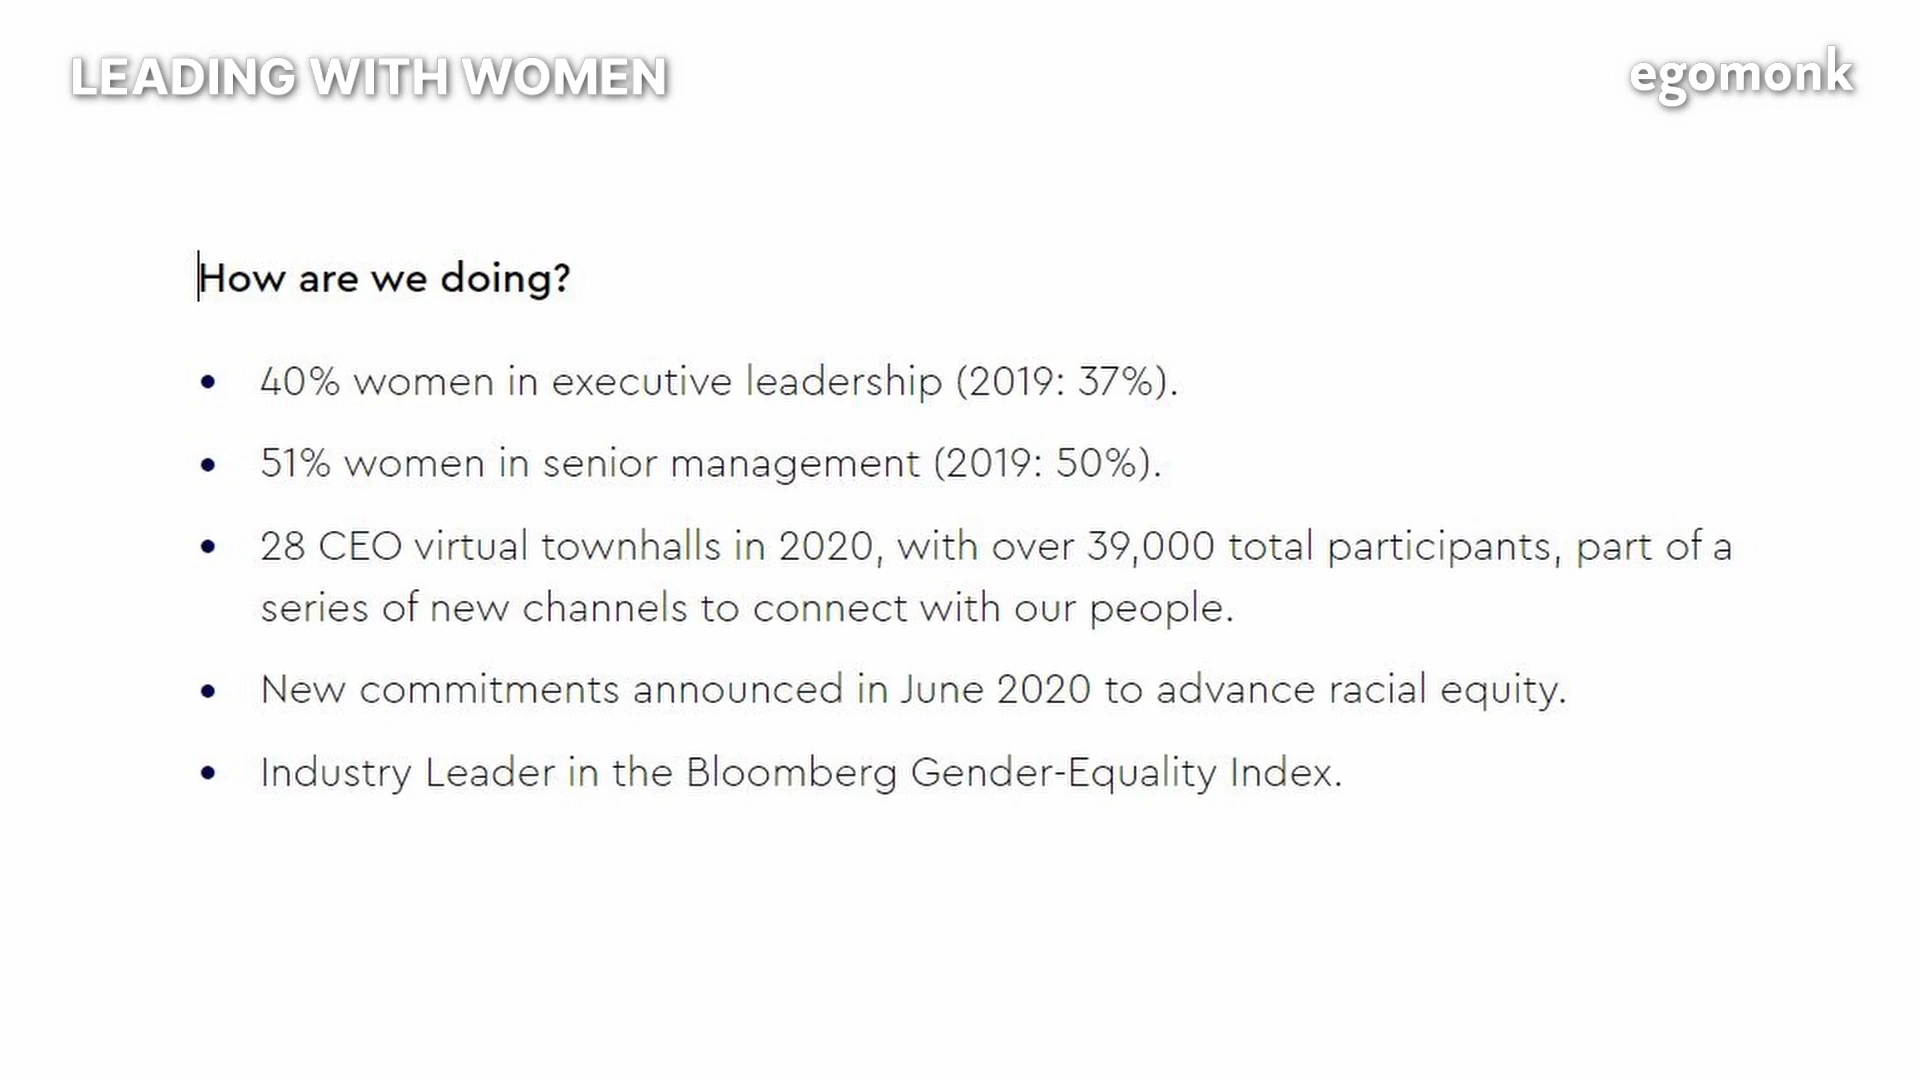 LEADING WITH WOMEN
egomonk
How are we doing?
• 40% women in executive leadership (2019: 37%).
• 51% women in senior management (2019: 50%).
• 28 CEO virtual townhalls in 2020, with over 39,000 total participants, part of a
series of new channels to connect with our people.
• New commitments announced in June 2020 to advance racial equity.
• Industry Leader in the Bloomberg Gender-Equality Index.